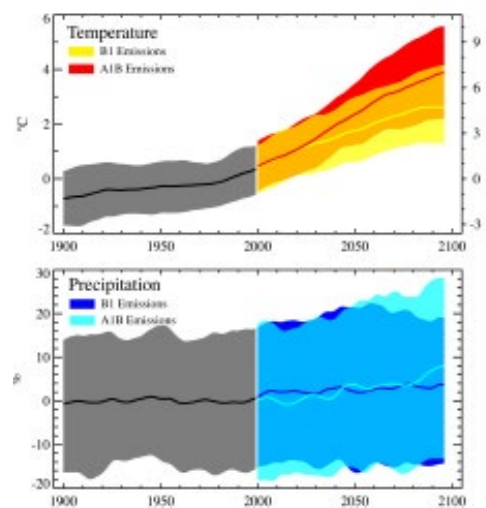 Temperature
B1 Emissions
A1B Emissions
°C
6
4
2
0
-2
9
6
3
0
-3
1900 1950 2000 2050 2100
Precipitation
B1 Emissions
A1B Emissions
%
30
20
10
0
-10
-20
1900 1950 2000 2050 2100